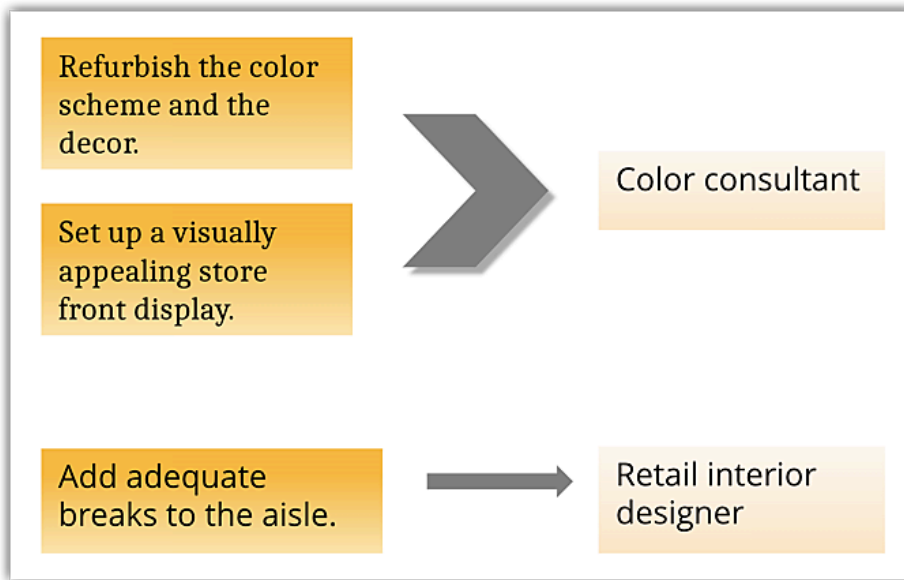 Refurbish the color
scheme and the
decor.
Color consultant
Set up a visually
appealing store
front display.
Add adequate
breaks to the aisle.
Retail interior
designer